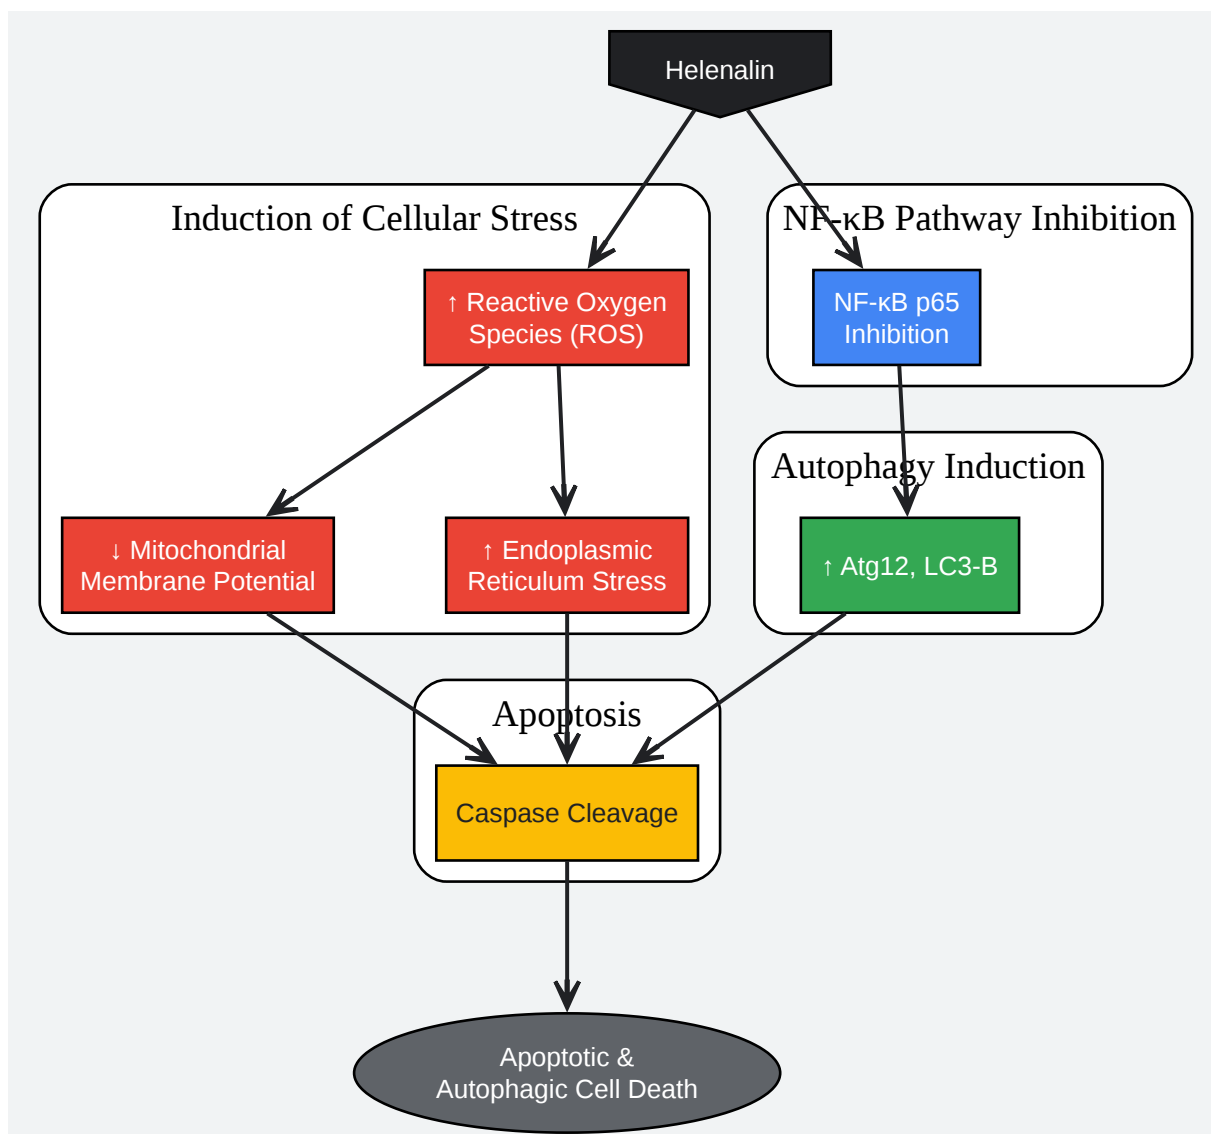 Helenalin
Induction of Cellular Stress
NF-κB Pathway Inhibition
↑ Reactive Oxygen
Species (ROS)
NF-κB p65
Inhibition
Autophagy Induction
↓ Mitochondrial
Membrane Potential
↑ Endoplasmic
Reticulum Stress
↑ Atg12, LC3-B
Apoptosis
Caspase Cleavage
Apoptotic &
Autophagic Cell Death